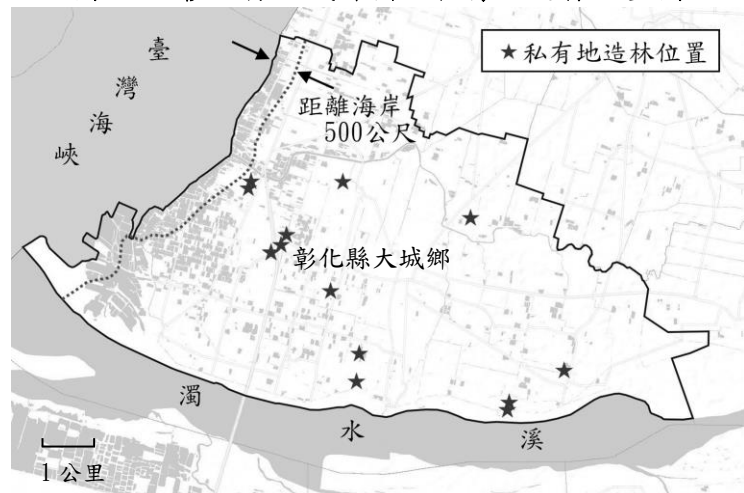 臺灣海峽
★私有地造林位置
距離海岸
500公尺
彰化縣大城鄉
濁水溪
1公里